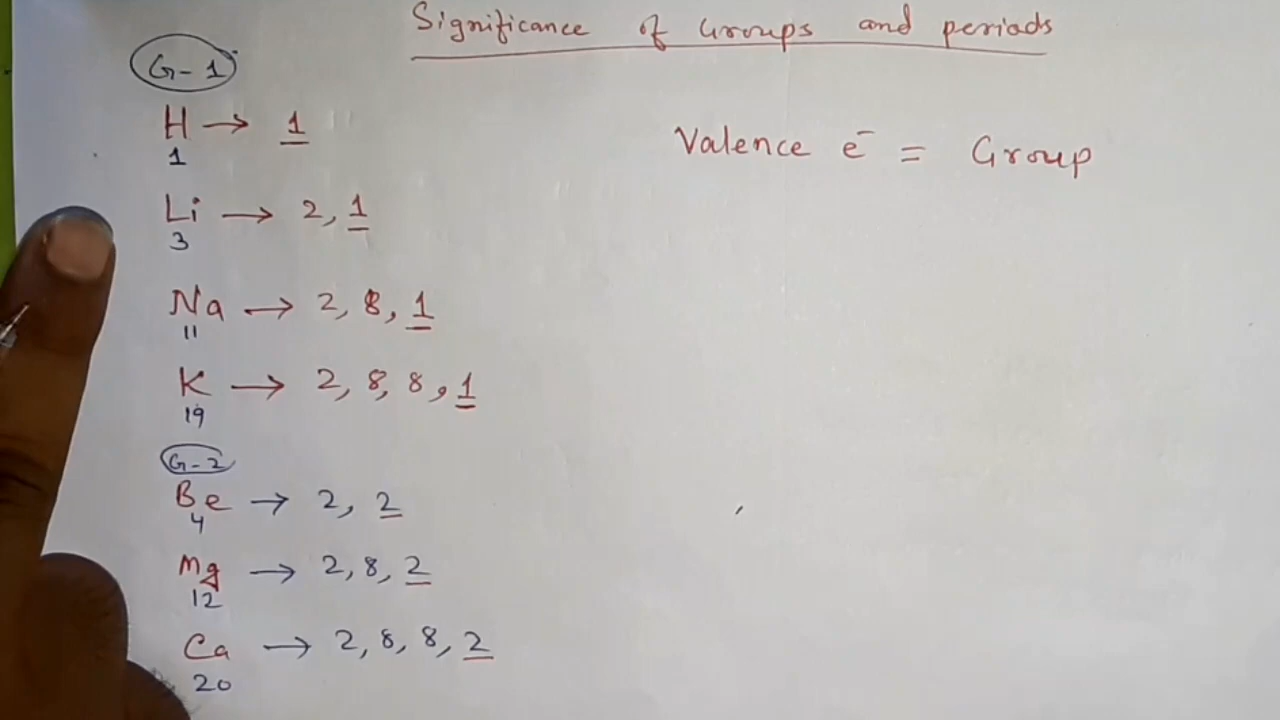 Significance of Groups and periods
G-1
H → 1
1
Valence e⁻ = Group
Li → 2, 1
3
Na → 2, 8, 1
11
K → 2, 8, 8, 1
19
G-2
Be → 2, 2
4
Mg → 2, 8, 2
12
Ca → 2, 8, 8, 2
20